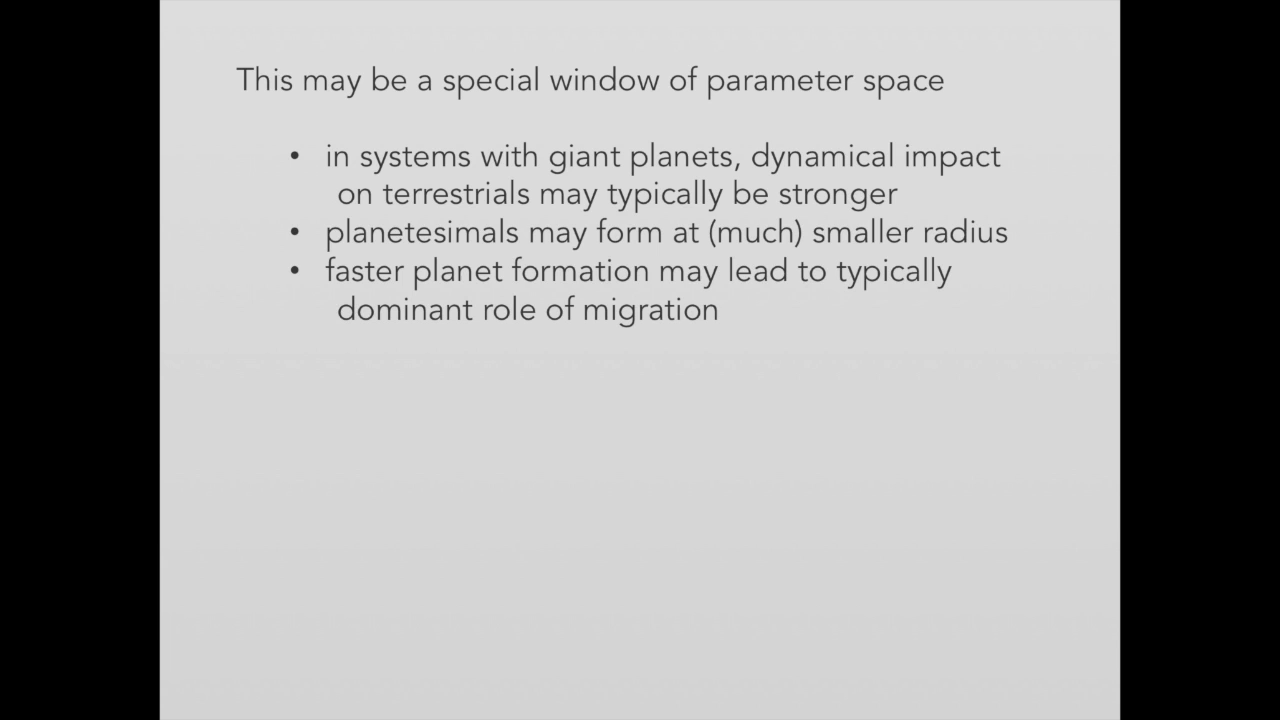 This may be a special window of parameter space
• in systems with giant planets, dynamical impact
on terrestrials may typically be stronger
• planetesimals may form at (much) smaller radius
• faster planet formation may lead to typically
dominant role of migration